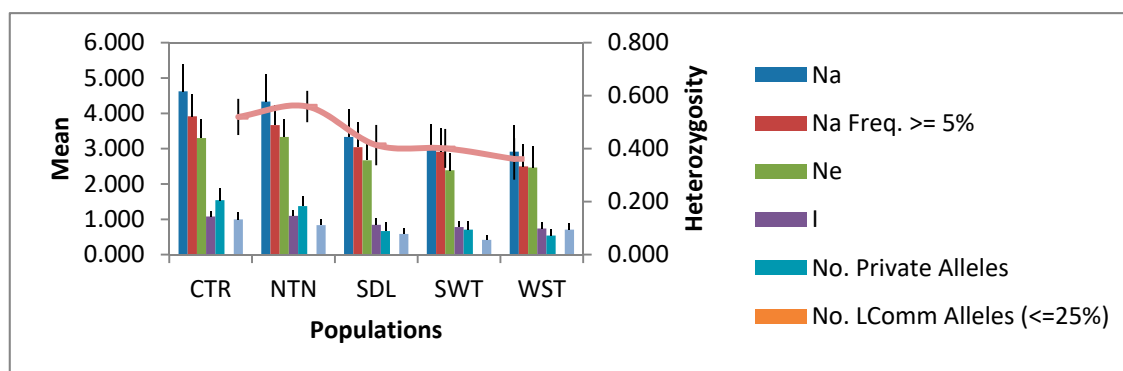 6.000
5.000
4.000
3.000
2.000
1.000
0.000
Mean
0.800
0.600
0.400
0.200
0.000
Heterozygosity
CTR NTN SDL SWT WST
Populations
Na
Na Freq. >= 5%
Ne
I
No. Private Alleles
No. LComm Alleles (<=25%)